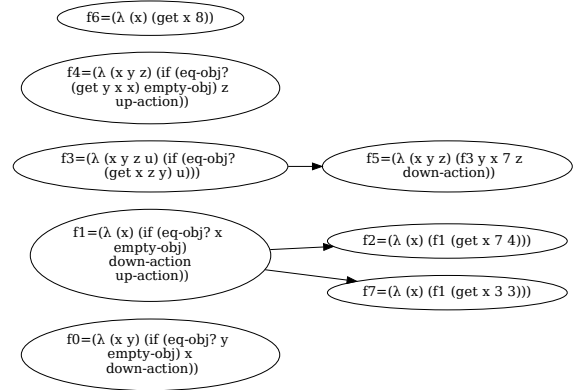 f6=(λ (x) (get x 8))
f4=(λ (x y z) (if (eq-obj?
(get y x x) empty-obj) z
up-action))
f3=(λ (x y z u) (if (eq-obj?
(get x z y) u)))
f5=(λ (x y z) (f3 y x 7 z
down-action))
f1=(λ (x) (if (eq-obj? x
empty-obj)
down-action
up-action))
f2=(λ (x) (f1 (get x 7 4)))
f7=(λ (x) (f1 (get x 3 3)))
f0=(λ (x y) (if (eq-obj? y
empty-obj) x
down-action))